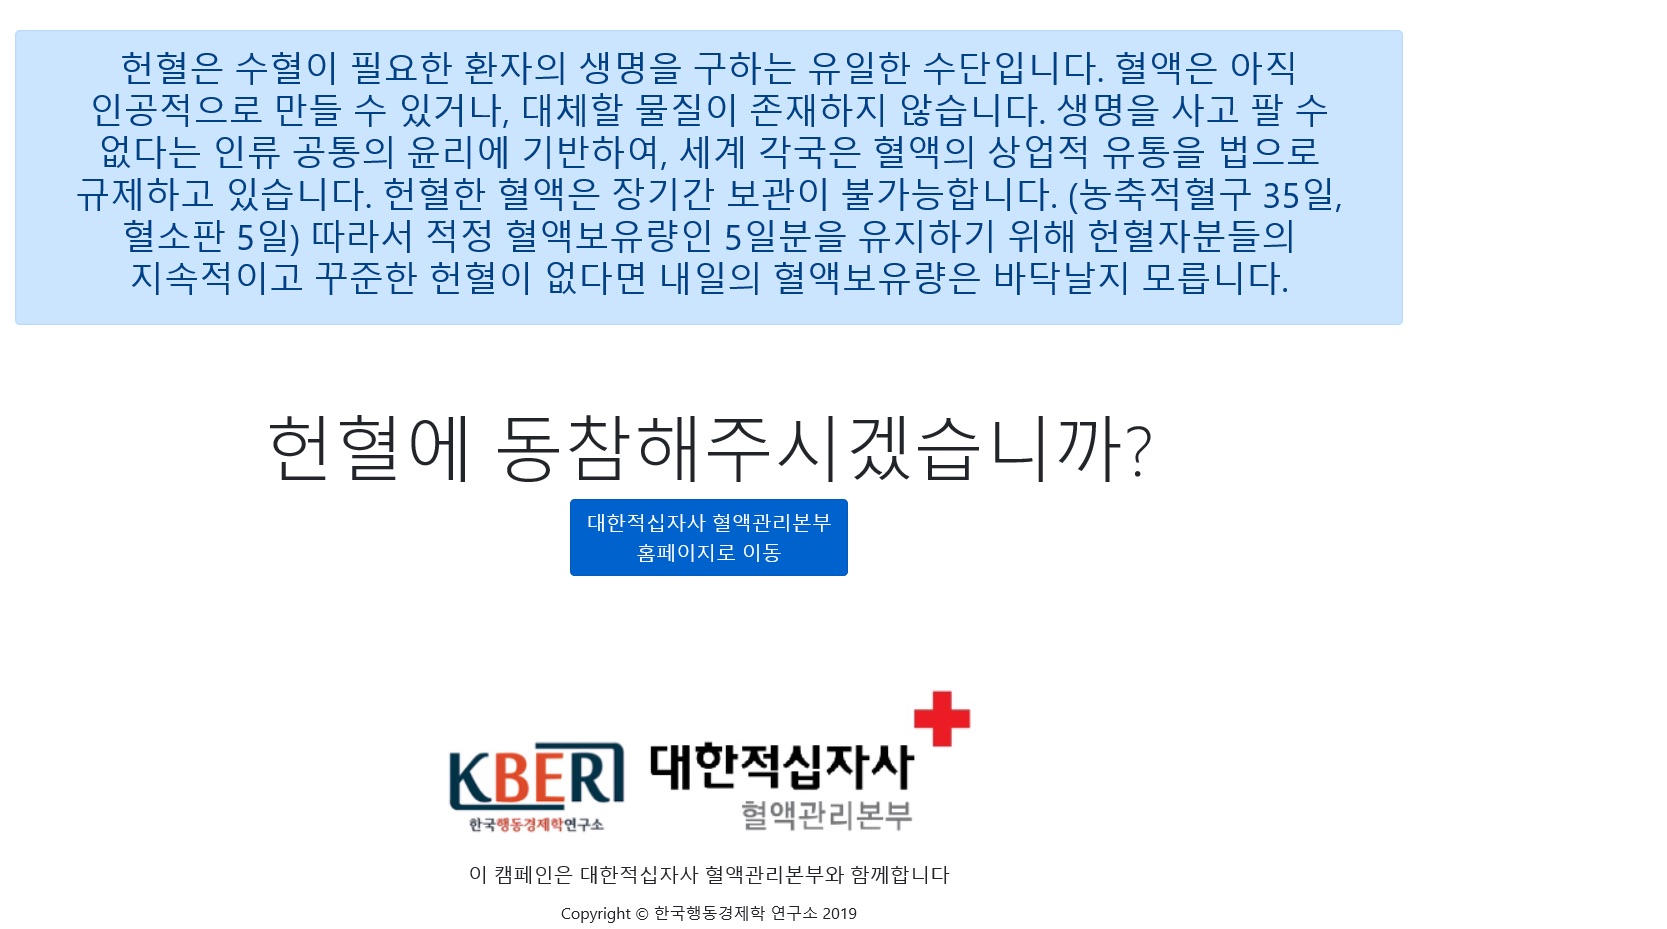 헌혈은 수혈이 필요한 환자의 생명을 구하는 유일한 수단입니다. 혈액은 아직
인공적으로 만들 수 있거나, 대체할 물질이 존재하지 않습니다. 생명을 사고 팔 수
없다는 인류 공통의 윤리에 기반하여, 세계 각국은 혈액의 상업적 유통을 법으로
규제하고 있습니다. 헌혈한 혈액은 장기간 보관이 불가능합니다. (농축적혈구 35일,
혈소판 5일) 따라서 적정 혈액보유량인 5일분을 유지하기 위해 헌혈자분들의
지속적이고 꾸준한 헌혈이 없다면 내일의 혈액보유량은 바닥날지 모릅니다.
헌혈에 동참해주시겠습니까?
대한적십자사 혈액관리본부
홈페이지로 이동
KBERI
한국행동경제학연구소
대한적십자사
혈액관리본부
이 캠페인은 대한적십자사 혈액관리본부와 함께합니다
Copyright © 한국행동경제학 연구소 2019